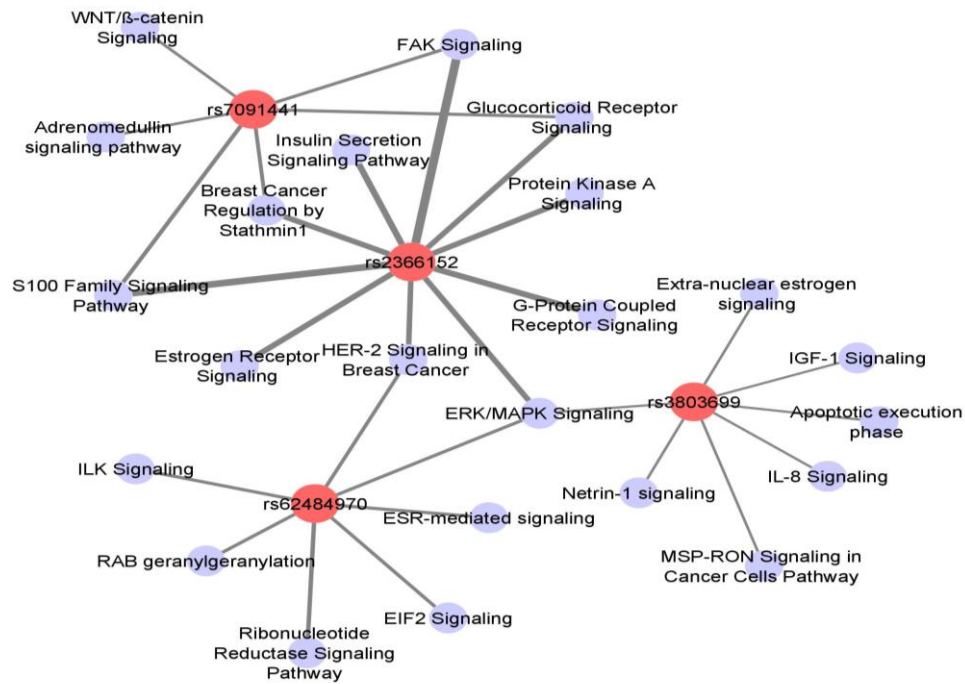 WNT/ß-catenin
Signaling
FAK Signaling
rs7091441
Glucocorticoid Receptor
Signaling
Adrenomedullin
signaling pathway
Insulin Secretion
Signaling Pathway
Breast Cancer
Regulation by
Stathmin1
Protein Kinase A
Signaling
rs2366152
S100 Family Signaling
Pathway
Extra-nuclear estrogen
signaling
G-Protein Coupled
Receptor Signaling
Estrogen Receptor
Signaling
HER-2 Signaling in
Breast Cancer
IGF-1 Signaling
rs3803699
ERK/MAPK Signaling
Apoptotic execution
phase
ILK Signaling
IL-8 Signaling
Netrin-1 signaling
rs62484970
ESR-mediated signaling
RAB geranylgeranylation
MSP-RON Signaling in
Cancer Cells Pathway
EIF2 Signaling
Ribonucleotide
Reductase Signaling
Pathway